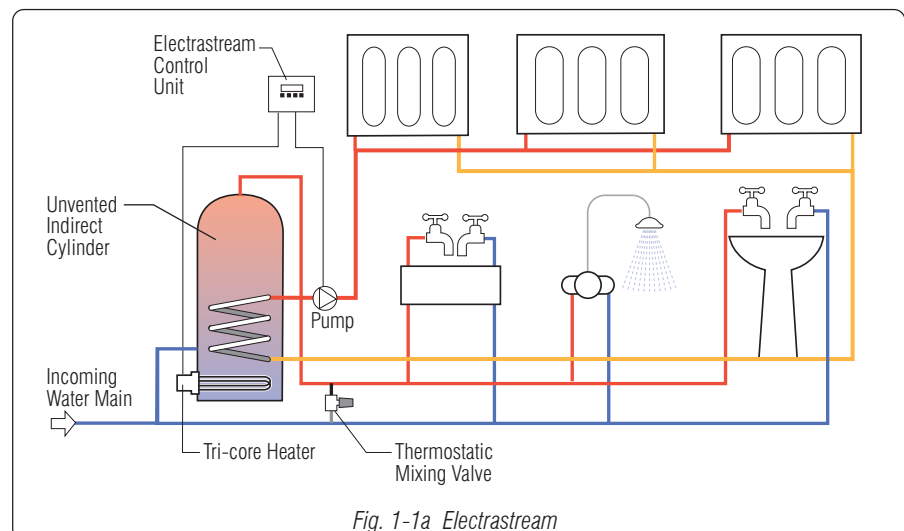 Electrastream
Control
Unit
Unvented
Indirect
Cylinder
Pump
Incoming
Water Main
Tri-core Heater
Thermostatic
Mixing Valve
Fig. 1-1a Electrastream